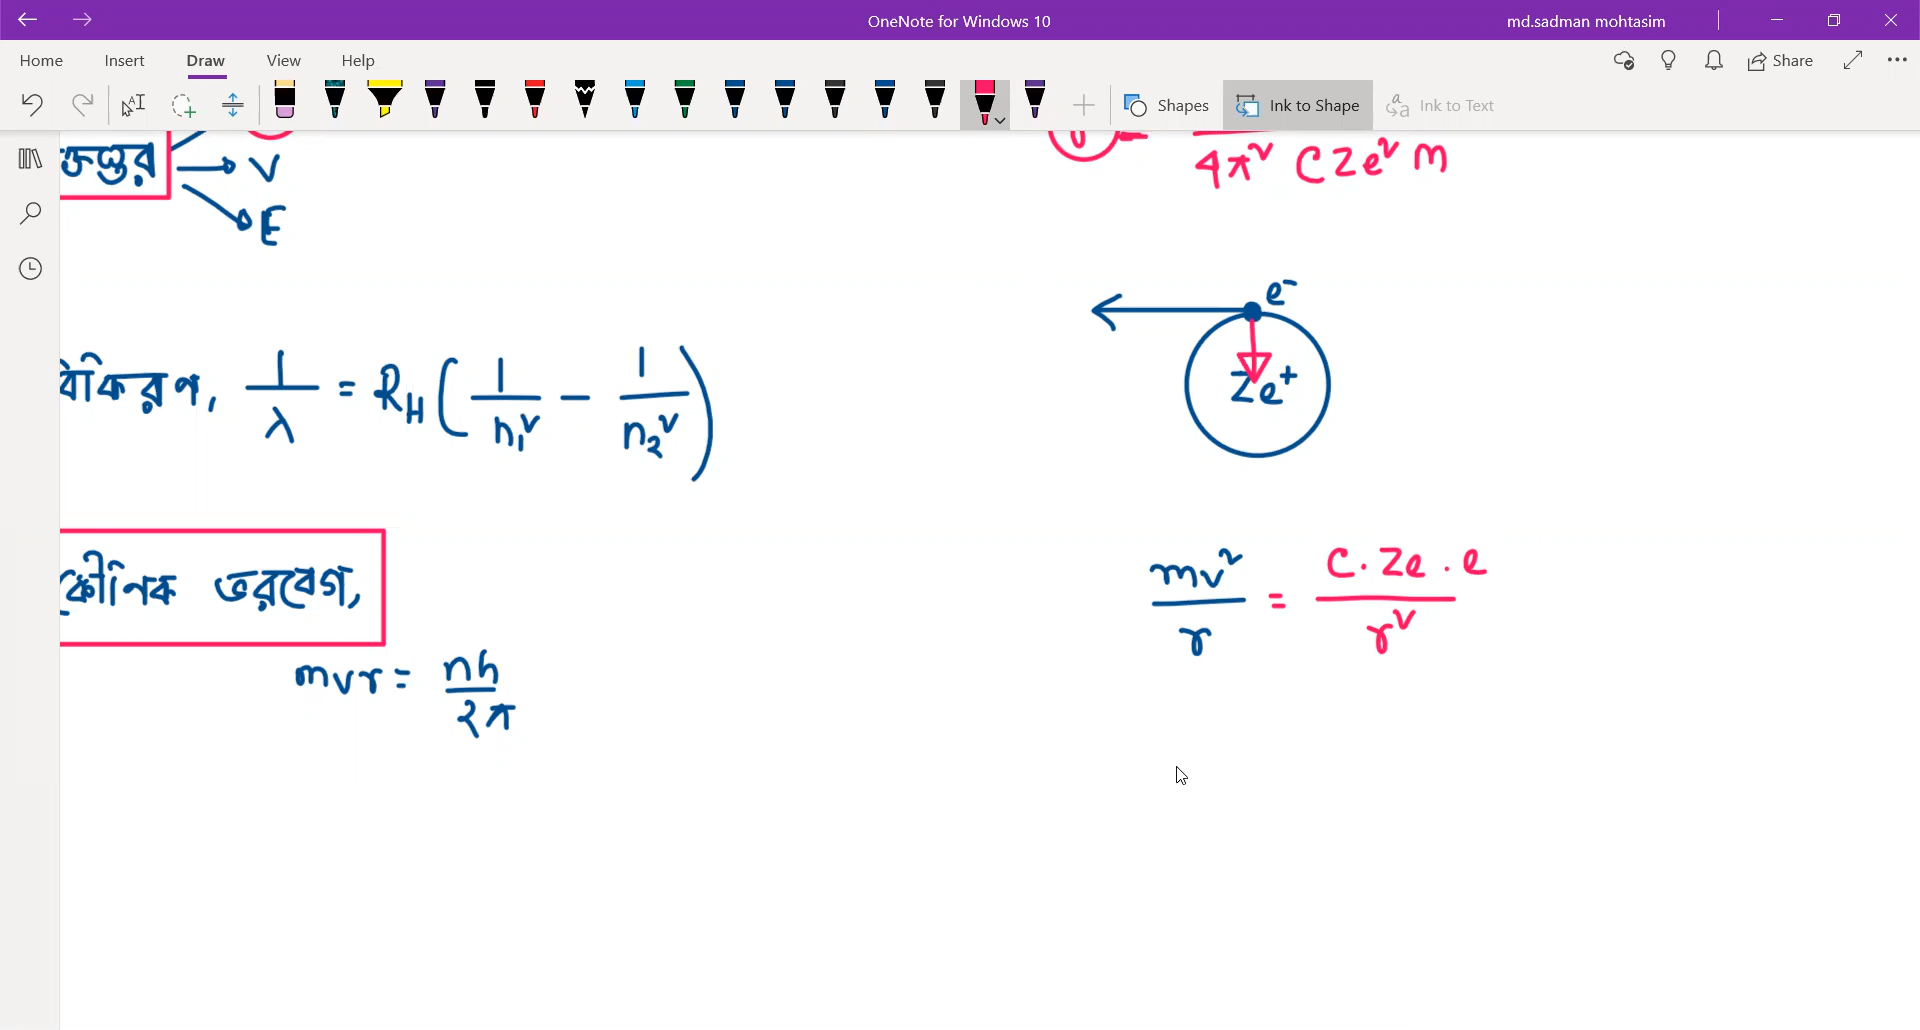 OneNote for Windows 10
md.sadman mohtasim
Home Insert Draw View Help
Share
Shapes Ink to Shape Ink to Text
V
E
4π² CZe² m
e⁻
Ze⁺
1/λ = R_H (1/n₁² − 1/n₂²)
কৌনিক ভরবেগ,
mvr = nh/2π
mv²/r = C·Ze·e/r²